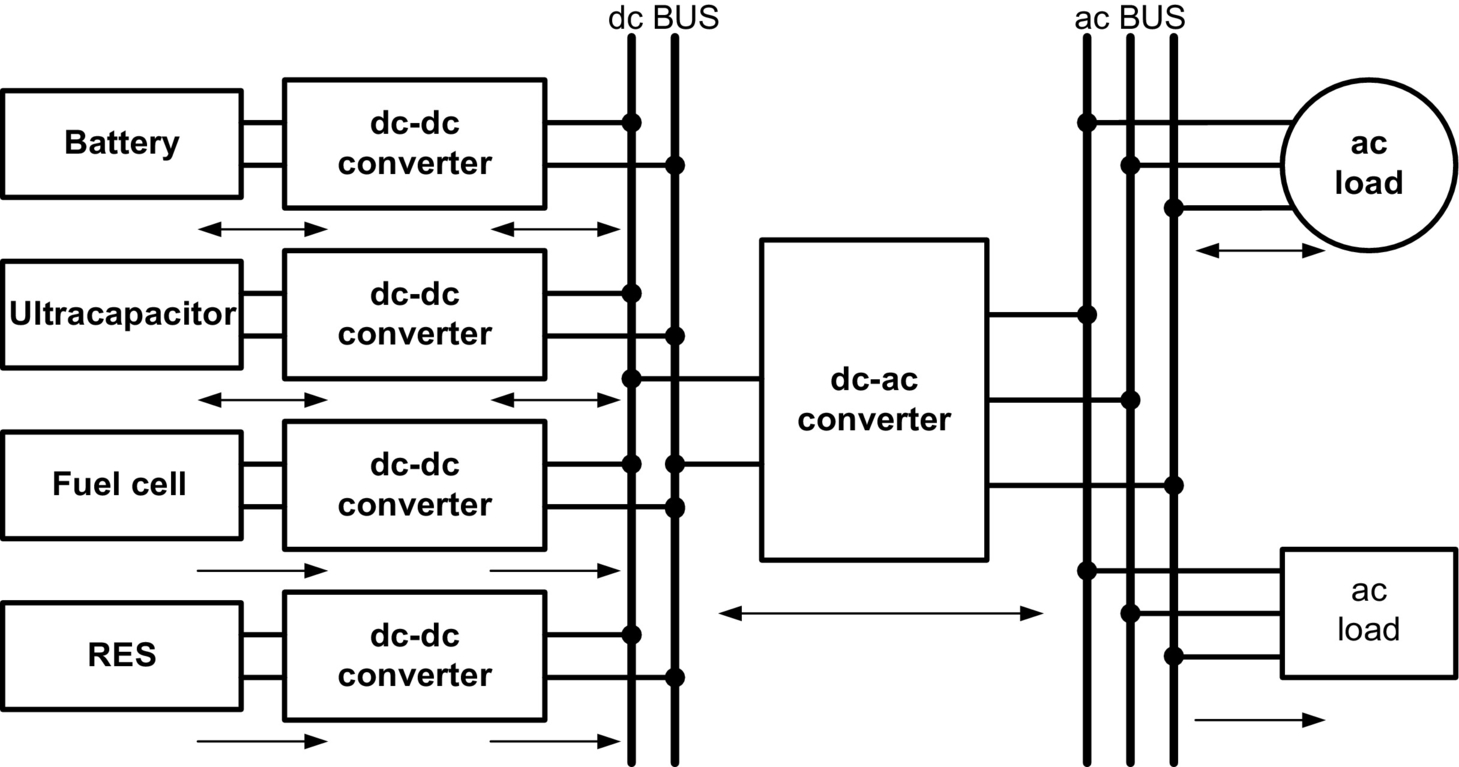 dc BUS
ac BUS
Battery
dc-dc
converter
ac
load
Ultracapacitor
dc-dc
converter
dc-ac
converter
Fuel cell
dc-dc
converter
RES
dc-dc
converter
ac
load